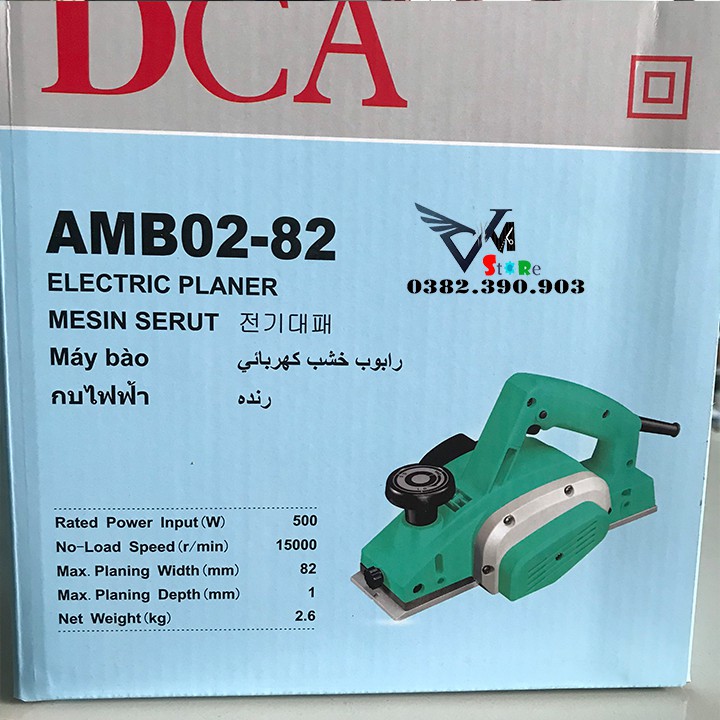 DCA
AMB02-82
ELECTRIC PLANER
MESIN SERUT 전기대패
Máy bào رابوب خشب كهربائي
กบไฟฟ้า رنده
VKM
StoRe
0382.390.903
Rated Power Input(W) 500
No-Load Speed(r/min) 15000
Max. Planing Width(mm) 82
Max. Planing Depth(mm) 1
Net Weight(kg) 2.6